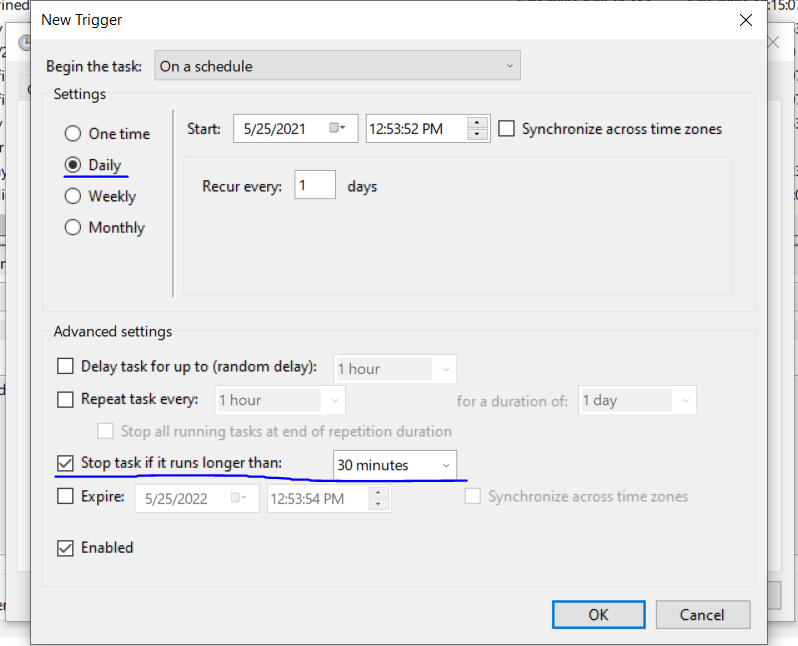 New Trigger
Begin the task: On a schedule
Settings
One time
Daily
Weekly
Monthly
Start: 5/25/2021 12:53:52 PM Synchronize across time zones
Recur every: 1 days
Advanced settings
Delay task for up to (random delay): 1 hour
Repeat task every: 1 hour for a duration of: 1 day
Stop all running tasks at end of repetition duration
Stop task if it runs longer than: 30 minutes
Expire: 5/25/2022 12:53:54 PM Synchronize across time zones
Enabled
OK Cancel